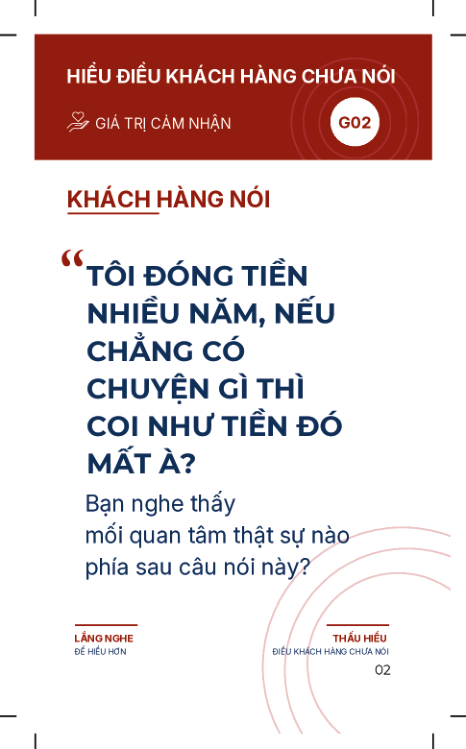 HIỂU ĐIỀU KHÁCH HÀNG CHƯA NÓI
GIÁ TRỊ CẢM NHẬN
G02
KHÁCH HÀNG NÓI
“TÔI ĐÓNG TIỀN
NHIỀU NĂM, NẾU
CHẲNG CÓ
CHUYỆN GÌ THÌ
COI NHƯ TIỀN ĐÓ
MẤT À?
Bạn nghe thấy
mối quan tâm thật sự nào
phía sau câu nói này?
LẮNG NGHE
ĐỂ HIỂU HƠN
THẤU HIỂU
ĐIỀU KHÁCH HÀNG CHƯA NÓI
02